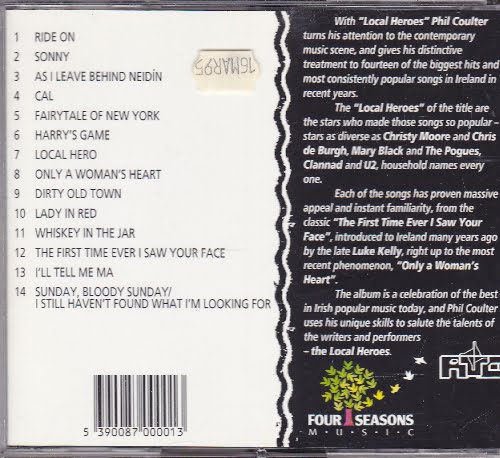 1 RIDE ON
2 SONNY
3 AS I LEAVE BEHIND NEIDÍN
4 CAL
5 FAIRYTALE OF NEW YORK
6 HARRY'S GAME
7 LOCAL HERO
8 ONLY A WOMAN'S HEART
9 DIRTY OLD TOWN
10 LADY IN RED
11 WHISKEY IN THE JAR
12 THE FIRST TIME EVER I SAW YOUR FACE
13 I'LL TELL ME MA
14 SUNDAY, BLOODY SUNDAY/
I STILL HAVEN'T FOUND WHAT I'M LOOKING FOR
16MAR95
5 390087 000013
With "Local Heroes" Phil Coulter
turns his attention to the contemporary
music scene, and gives his distinctive
treatment to fourteen of the biggest hits and
most consistently popular songs in Ireland in
recent years.
The "Local Heroes" of the title are
the stars who made those songs so popular –
stars as diverse as Christy Moore and Chris
de Burgh, Mary Black and The Pogues,
Clannad and U2, household names every
one.
Each of the songs has proven massive
appeal and instant familiarity, from the
classic "The First Time Ever I Saw Your
Face", introduced to Ireland many years ago
by the late Luke Kelly, right up to the most
recent phenomenon, "Only a Woman's
Heart".
The album is a celebration of the best
in Irish popular music today, and Phil Coulter
uses his unique skills to salute the talents of
the writers and performers
– the Local Heroes.
FOUR SEASONS
M·U·S·I·C